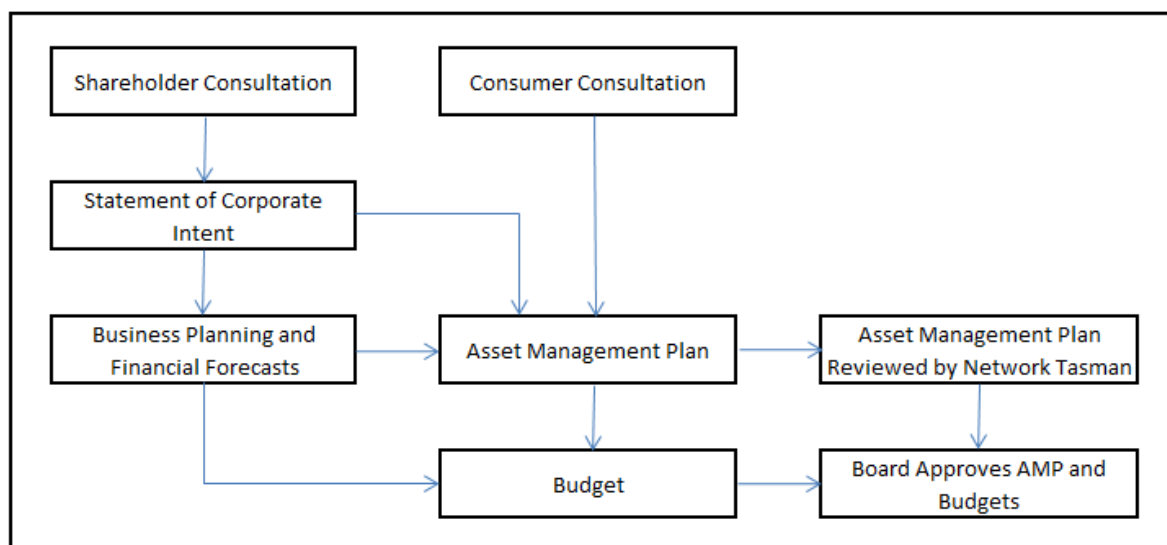 Shareholder Consultation
Consumer Consultation
Statement of Corporate
Intent
Business Planning and
Financial Forecasts
Asset Management Plan
Asset Management Plan
Reviewed by Network Tasman
Budget
Board Approves AMP and
Budgets